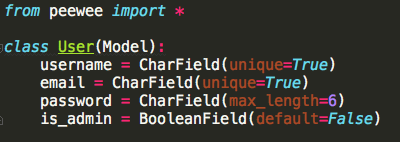 from peewee import *

class User(Model):
    username = CharField(unique=True)
    email = CharField(unique=True)
    password = CharField(max_length=6)
    is_admin = BooleanField(default=False)